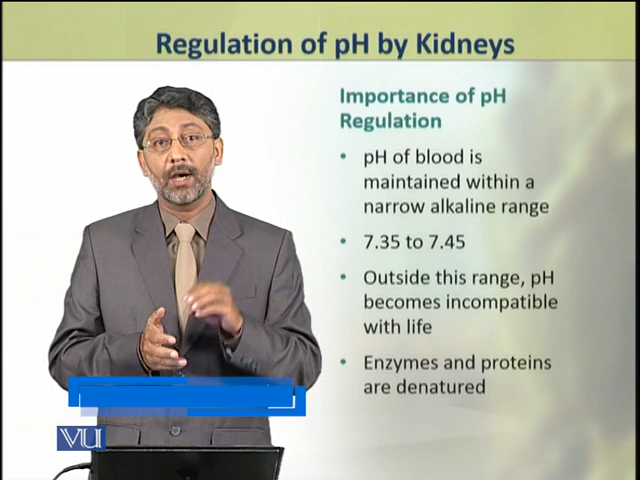 Regulation of pH by Kidneys
Importance of pH
Regulation
• pH of blood is
maintained within a
narrow alkaline range
• 7.35 to 7.45
• Outside this range, pH
becomes incompatible
with life
• Enzymes and proteins
are denatured
VU